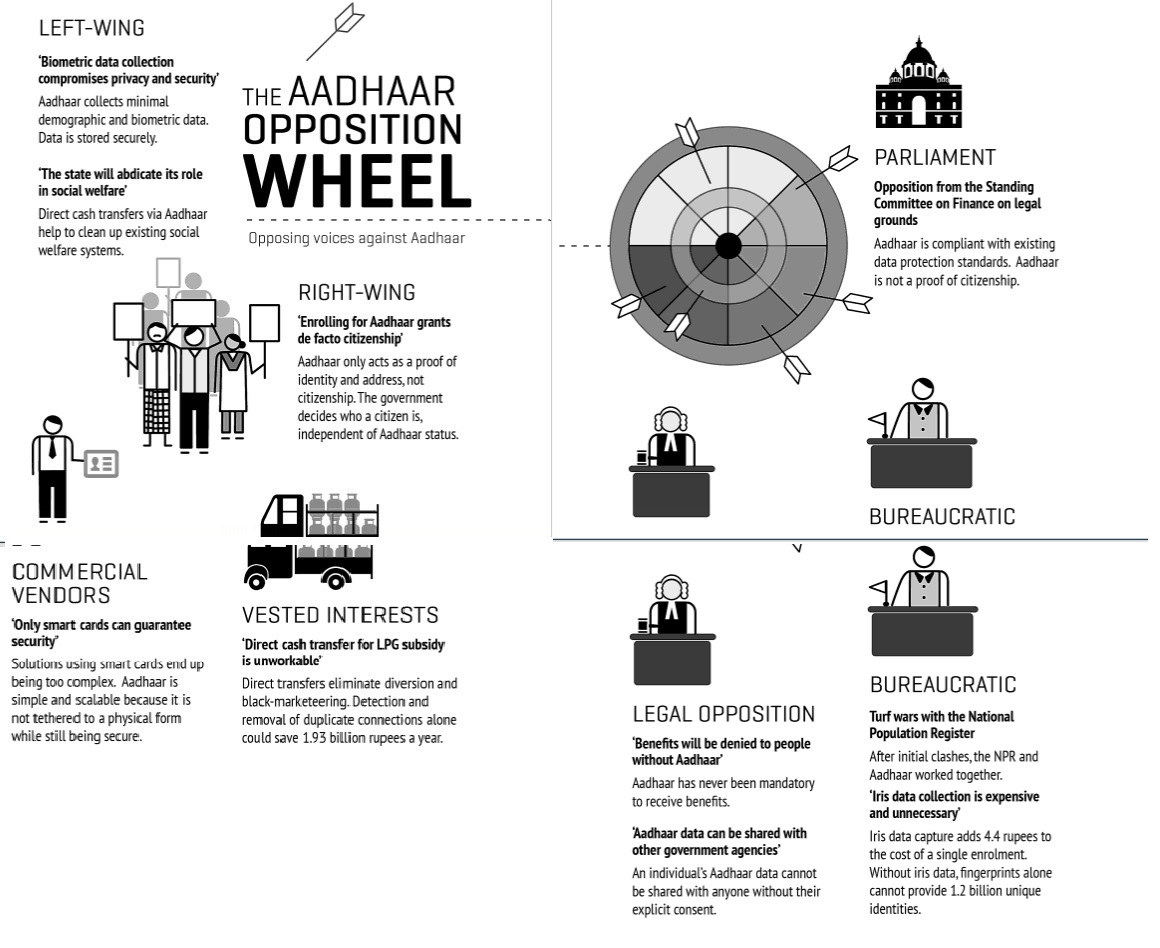 LEFT-WING
‘Biometric data collection
compromises privacy and security’
Aadhaar collects minimal
demographic and biometric data.
Data is stored securely.
‘The state will abdicate its role
in social welfare’
Direct cash transfers via Aadhaar
help to clean up existing social
welfare systems.
THE AADHAAR
OPPOSITION
WHEEL
Opposing voices against Aadhaar
RIGHT-WING
‘Enrolling for Aadhaar grants
de facto citizenship’
Aadhaar only acts as a proof of
identity and address, not
citizenship. The government
decides who a citizen is,
independent of Aadhaar status.
COMMERCIAL
VENDORS
‘Only smart cards can guarantee
security’
Solutions using smart cards end up
being too complex. Aadhaar is
simple and scalable because it is
not tethered to a physical form
while still being secure.
VESTED INTERESTS
‘Direct cash transfer for LPG subsidy
is unworkable’
Direct transfers eliminate diversion and
black-marketeering. Detection and
removal of duplicate connections alone
could save 1.93 billion rupees a year.
PARLIAMENT
Opposition from the Standing
Committee on Finance on legal
grounds
Aadhaar is compliant with existing
data protection standards. Aadhaar
is not a proof of citizenship.
BUREAUCRATIC
LEGAL OPPOSITION
‘Benefits will be denied to people
without Aadhaar’
Aadhaar has never been mandatory
to receive benefits.
‘Aadhaar data can be shared with
other government agencies’
An individual’s Aadhaar data cannot
be shared with anyone without their
explicit consent.
BUREAUCRATIC
Turf wars with the National
Population Register
After initial clashes, the NPR and
Aadhaar worked together.
‘Iris data collection is expensive
and unnecessary’
Iris data capture adds 4.4 rupees to
the cost of a single enrolment.
Without iris data, fingerprints alone
cannot provide 1.2 billion unique
identities.